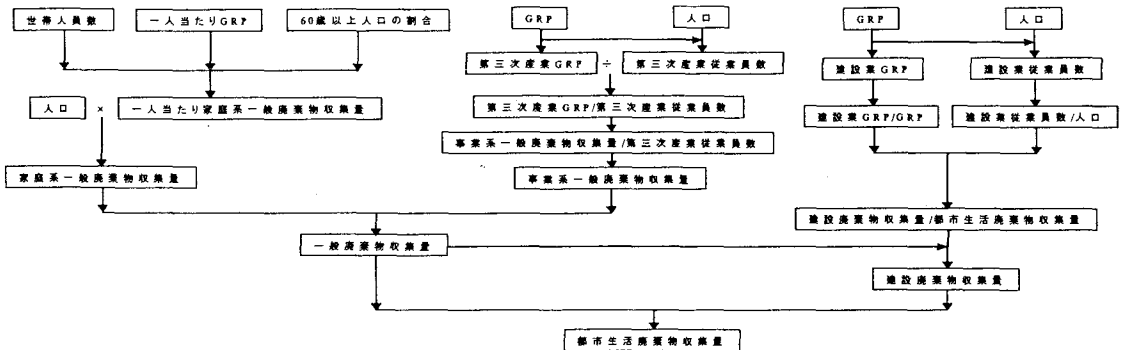 世帯人員数
一人当たりGRP
60歳以上人口の割合
GRP
人口
GRP
人口
第三次産業GRP
÷
第三次産業従業員数
建設業GRP
建設業従業員数
人口
×
一人当たり家庭系一般廃棄物収集量
第三次産業GRP/第三次産業従業員数
建設業GRP/GRP
建設業従業員数/人口
事業系一般廃棄物収集量/第三次産業従業員数
家庭系一般廃棄物収集量
事業系一般廃棄物収集量
建設廃棄物収集量/都市生活廃棄物収集量
一般廃棄物収集量
建設廃棄物収集量
都市生活廃棄物収集量